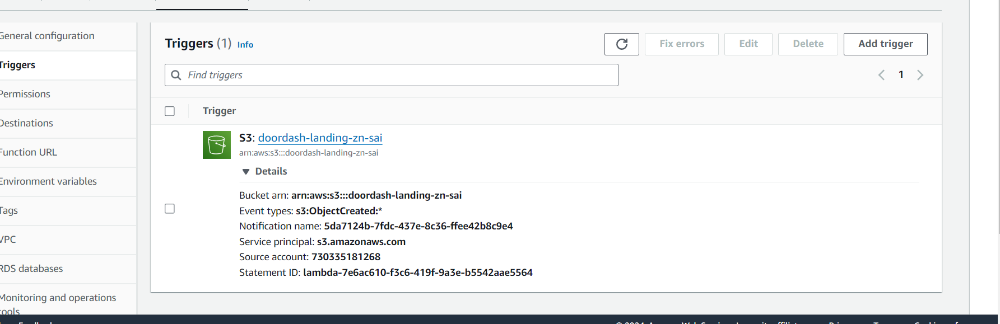 General configuration
Triggers
Permissions
Destinations
Function URL
Environment variables
Tags
VPC
RDS databases
Monitoring and operations
tools
Triggers (1) Info
Fix errors
Edit
Delete
Add trigger
Find triggers
1
Trigger
S3: doordash-landing-zn-sai
arn:aws:s3:::doordash-landing-zn-sai
Details
Bucket arn: arn:aws:s3:::doordash-landing-zn-sai
Event types: s3:ObjectCreated:*
Notification name: 5da7124b-7fdc-437e-8c36-ffee42b8c9e4
Service principal: s3.amazonaws.com
Source account: 730335181268
Statement ID: lambda-7e6ac610-f3c6-419f-9a3e-b5542aae5564